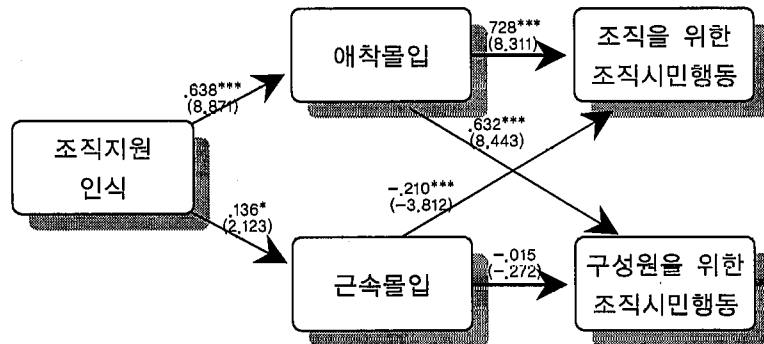 728***
(8.311)
애착몰입
조직을 위한
조직시민행동
.638***
(8.871)
.632***
(8.443)
조직지원
인식
-.210***
(-3.812)
.136*
(2.123)
-.015
(-.272)
근속몰입
구성원을 위한
조직시민행동